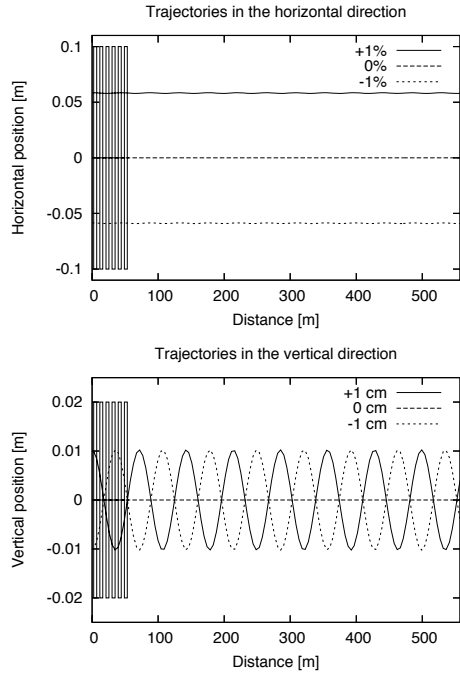 Trajectories in the horizontal direction
0.1
0.05
0
-0.05
-0.1
Horizontal position [m]
+1%
0%
-1%
0 100 200 300 400 500
Distance [m]
Trajectories in the vertical direction
0.02
0.01
0
-0.01
-0.02
Vertical position [m]
+1 cm
0 cm
-1 cm
0 100 200 300 400 500
Distance [m]